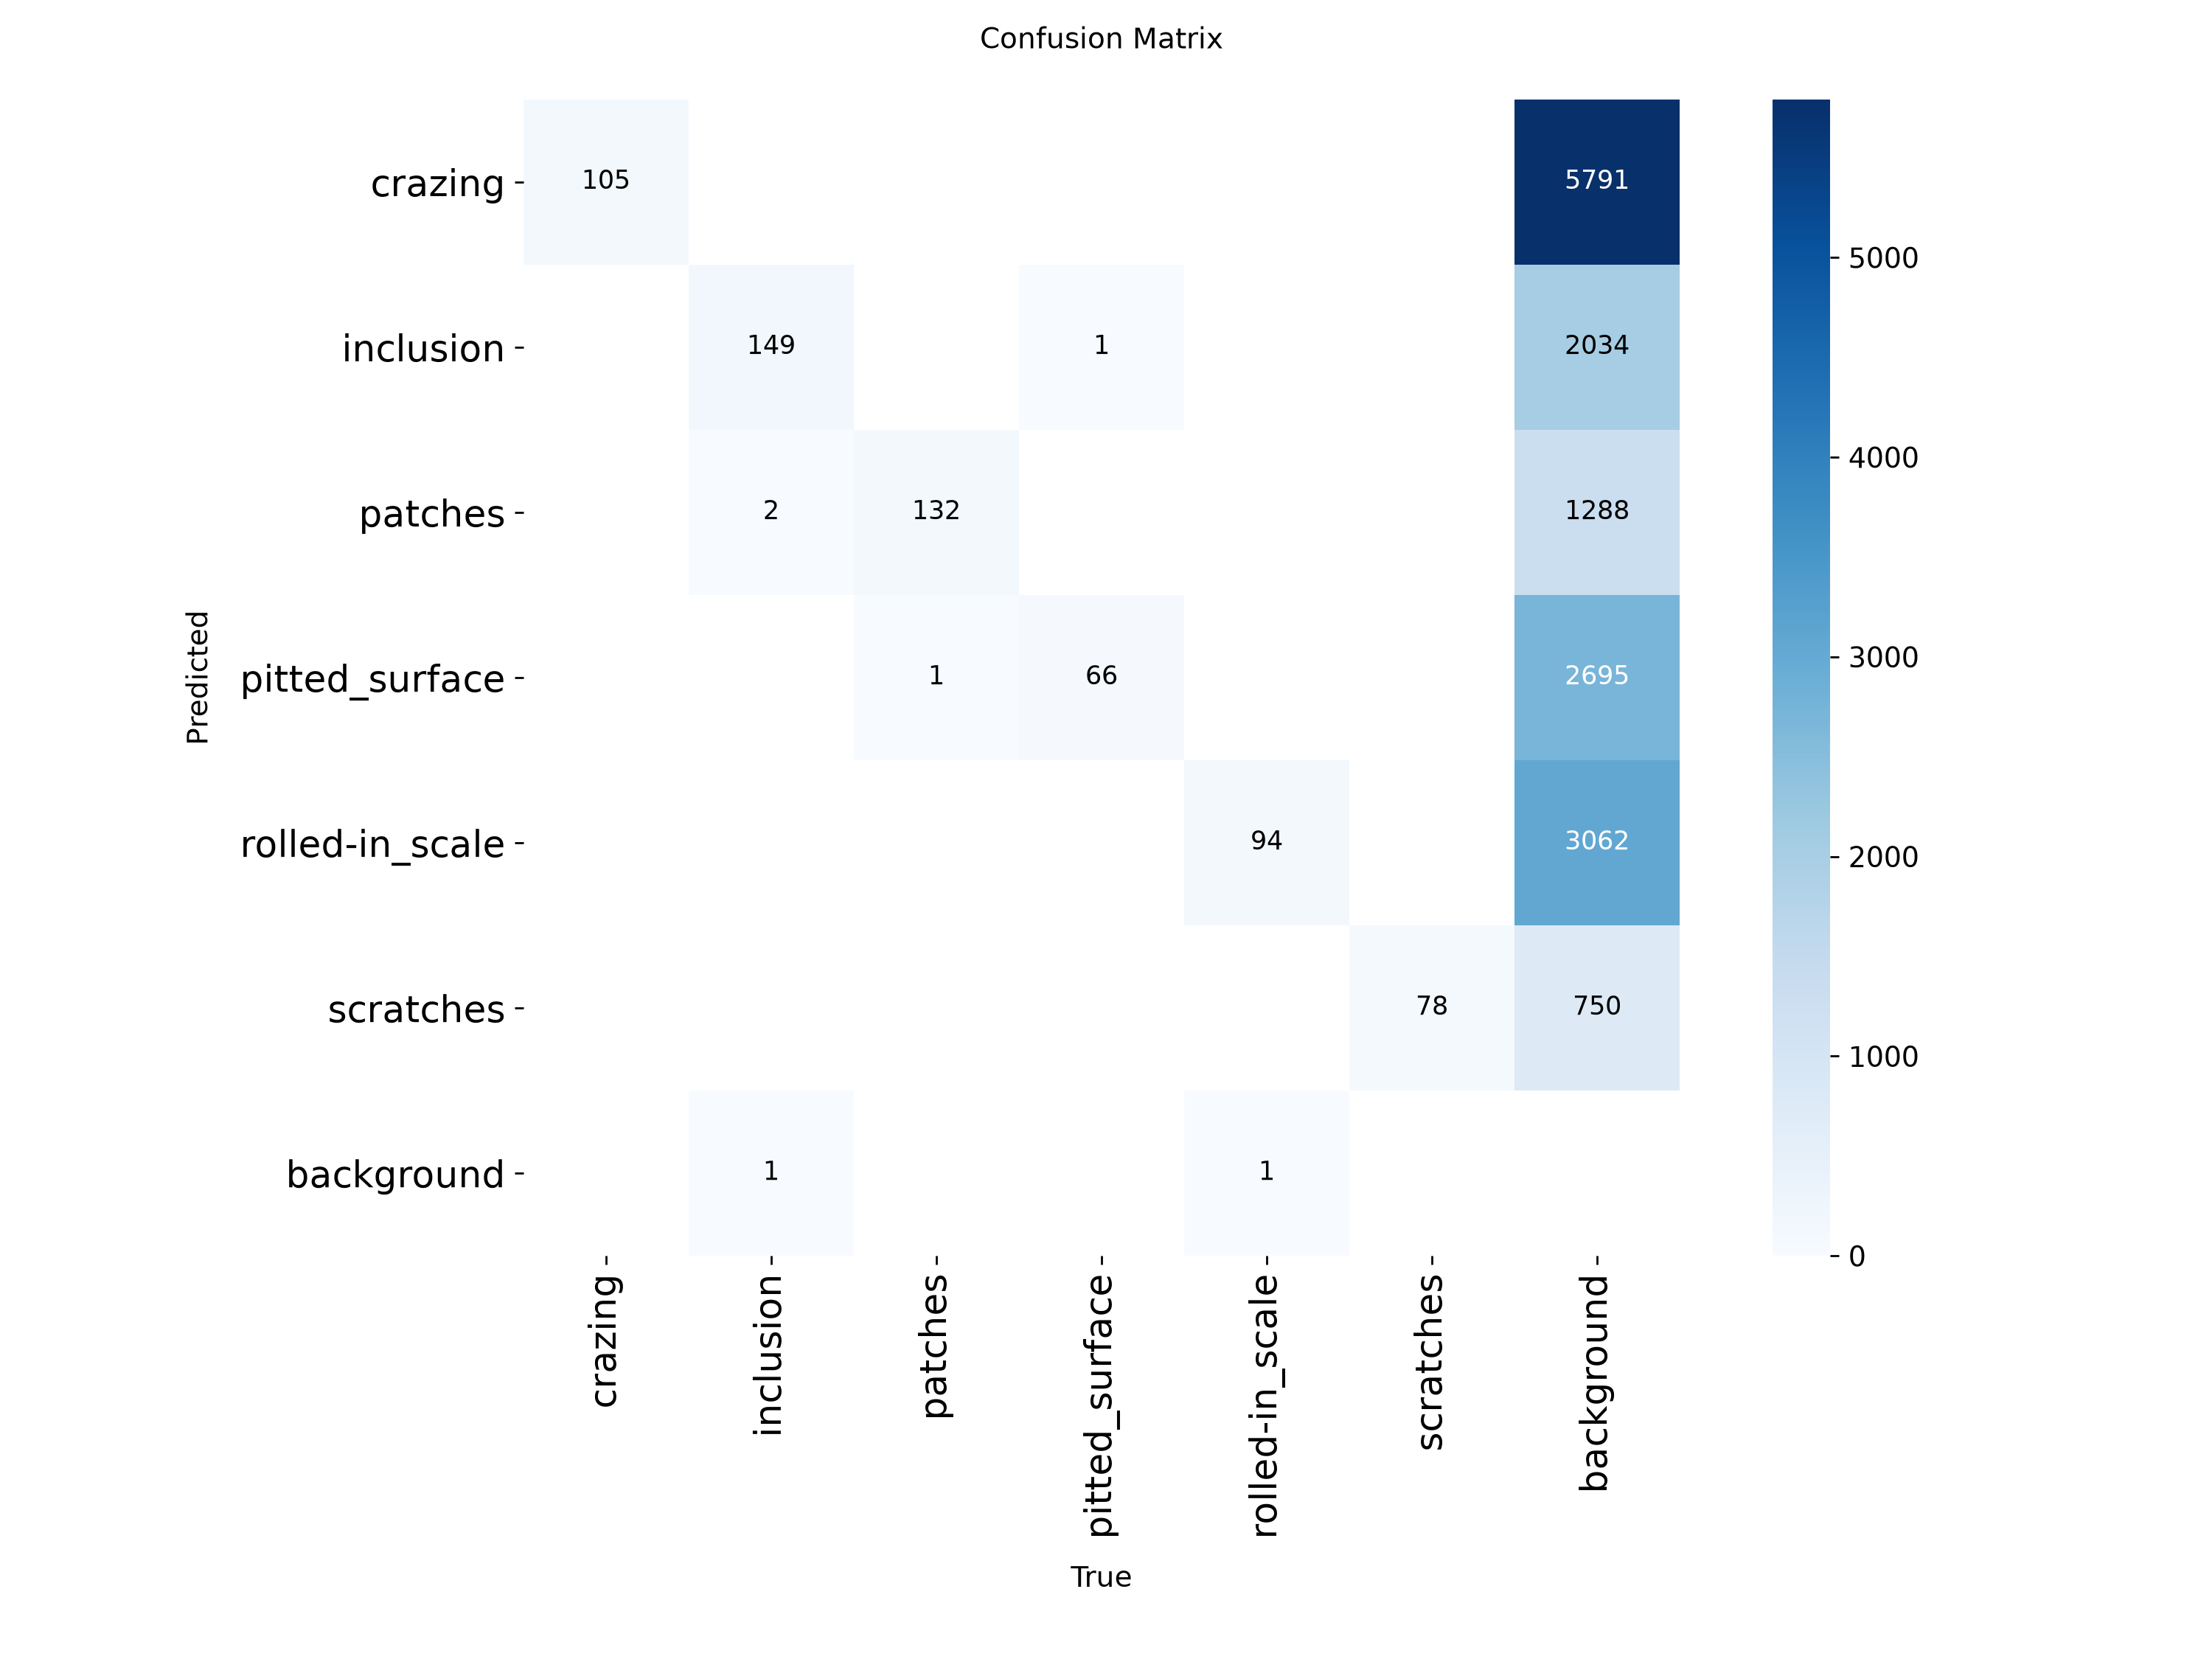 Confusion Matrix
crazing
105
5791
5000
inclusion
149
1
2034
4000
patches
2
132
1288
Predicted
pitted_surface
1
66
2695
3000
rolled-in_scale
94
3062
2000
scratches
78
750
1000
background
1
1
0
crazing
inclusion
patches
pitted_surface
rolled-in_scale
scratches
background
True